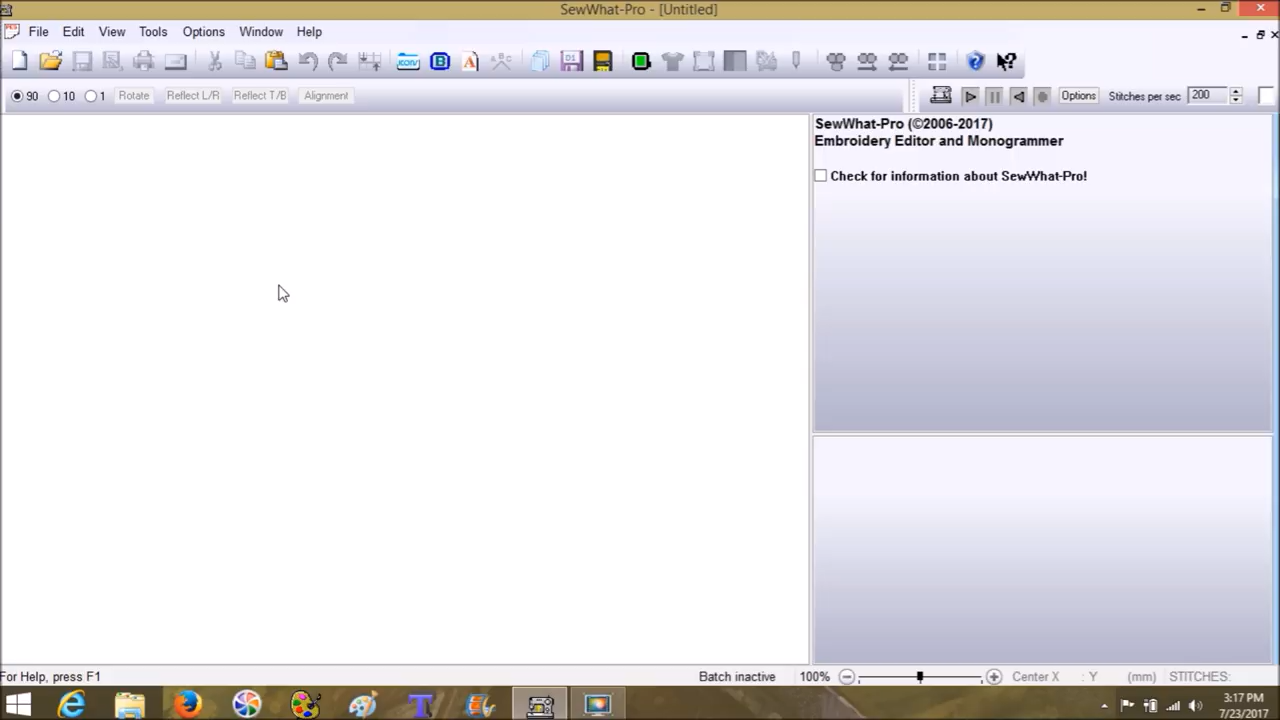 SewWhat-Pro - [Untitled]
File Edit View Tools Options Window Help
90 10 1 Rotate Reflect L/R Reflect T/B Alignment Options Stitches per sec 200
SewWhat-Pro (©2006-2017)
Embroidery Editor and Monogrammer
Check for information about SewWhat-Pro!
For Help, press F1 Batch inactive 100% Center X : Y (mm) STITCHES:
3:17 PM
7/23/2017